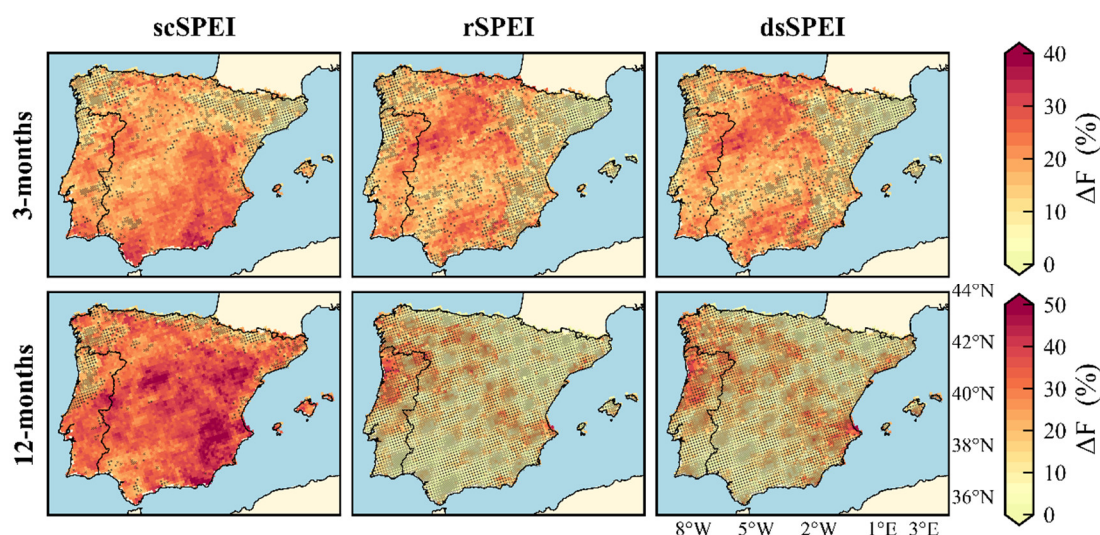 scSPEI rSPEI dsSPEI
3-months
40
30
20
10
0
ΔF (%)
12-months
44°N
42°N
40°N
38°N
36°N
8°W 5°W 2°W 1°E 3°E
50
40
30
20
10
0
ΔF (%)